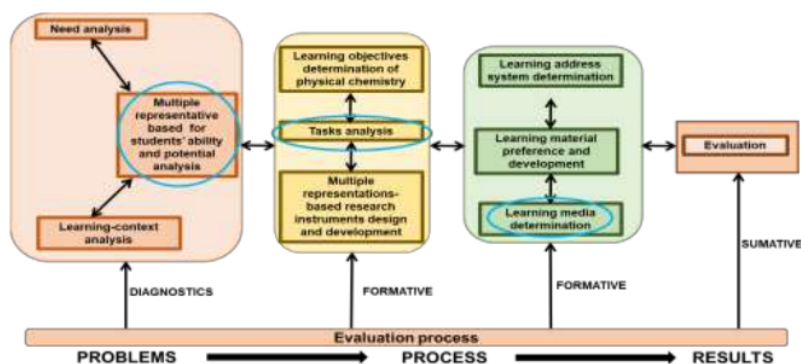 Need analysis
Multiple
representative
based for
students' ability
and potential
analysis
Learning-context
analysis
Learning objectives
determination of
physical chemistry
Tasks analysis
Multiple
representations-
based research
instruments design
and development
Learning address
system determination
Learning material
preference and
development
Learning media
determination
Evaluation
DIAGNOSTICS
FORMATIVE
FORMATIVE
SUMATIVE
Evaluation process
PROBLEMS
PROCESS
RESULTS